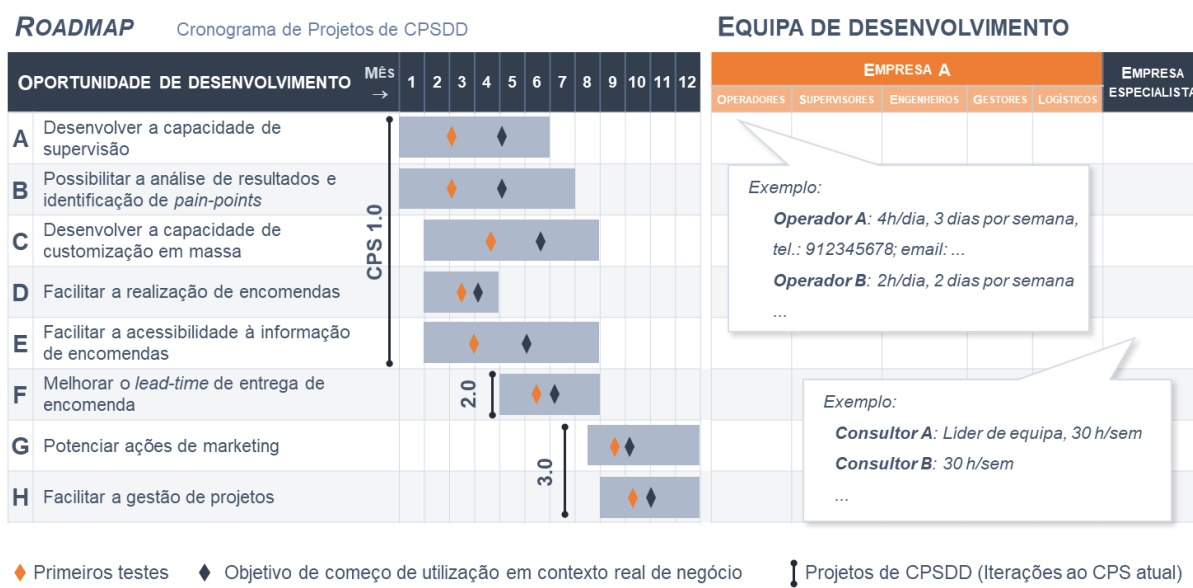 ROADMAP Cronograma de Projetos de CPSDD
EQUIPA DE DESENVOLVIMENTO
OPORTUNIDADE DE DESENVOLVIMENTO Mês → 1 2 3 4 5 6 7 8 9 10 11 12
EMPRESA A
EMPRESA
ESPECIALISTA
OPERADORES SUPERVISORES ENGENHEIROS GESTORES LOGÍSTICOS
A Desenvolver a capacidade de
supervisão
B Possibilitar a análise de resultados e
identificação de pain-points
C Desenvolver a capacidade de
customização em massa
D Facilitar a realização de encomendas
E Facilitar a acessibilidade à informação
de encomendas
F Melhorar o lead-time de entrega de
encomenda
G Potenciar ações de marketing
H Facilitar a gestão de projetos
CPS 1.0
2.0
3.0
Exemplo:
Operador A: 4h/dia, 3 dias por semana,
tel.: 912345678; email: ...
Operador B: 2h/dia, 2 dias por semana
...
Exemplo:
Consultor A: Líder de equipa, 30 h/sem
Consultor B: 30 h/sem
...
Primeiros testes
Objetivo de começo de utilização em contexto real de negócio
Projetos de CPSDD (Iterações ao CPS atual)